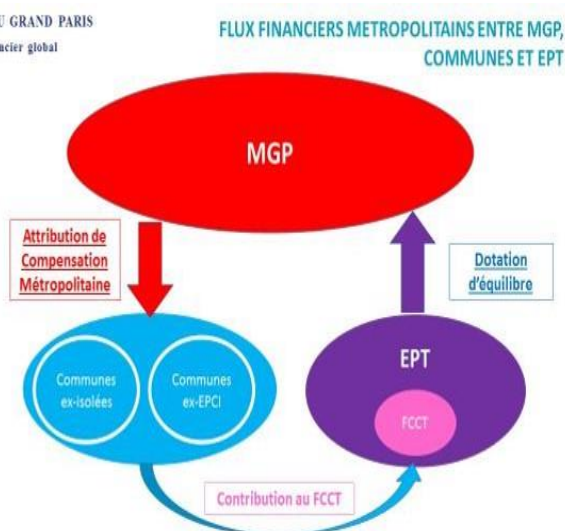 GRAND PARIS
global
FLUX FINANCIERS METROPOLITAINS ENTRE MGP,
COMMUNES ET EPT
MGP
Attribution de
Compensation
Métropolitaine
Dotation
d'équilibre
Communes
ex-isolées
Communes
ex-EPCI
EPT
FCCT
Contribution au FCCT